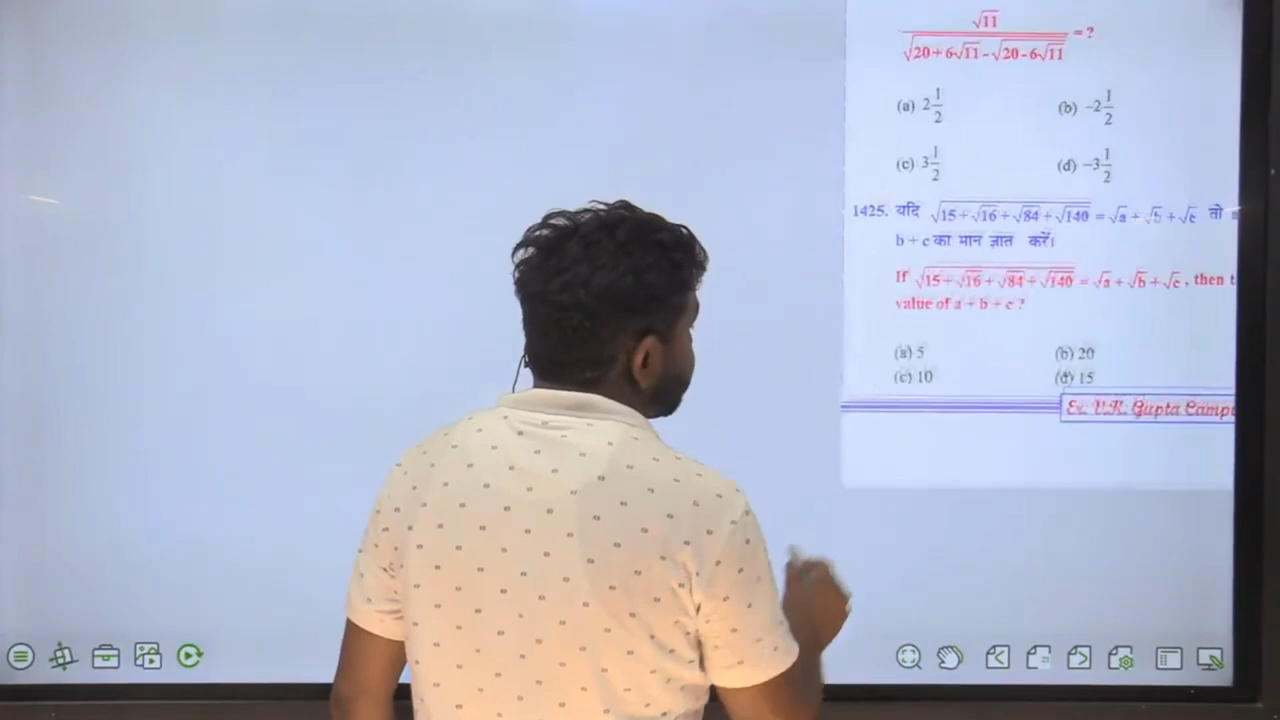 √11 / √(20+6√11 - √(20-6√11)) = ?
(a) 2 1/2 (b) -2 1/2
(c) 3 1/2 (d) -3 1/2
1425. यदि √(15+√16+√84+√140) = √a+√b+√c तो
b+c का मान ज्ञात करें।
If √(15+√16+√84+√140) = √a+√b+√c, then t
value of a+b+c ?
(a) 5 (b) 20
(c) 10 (d) 15
Er. V.K. Gupta Camp